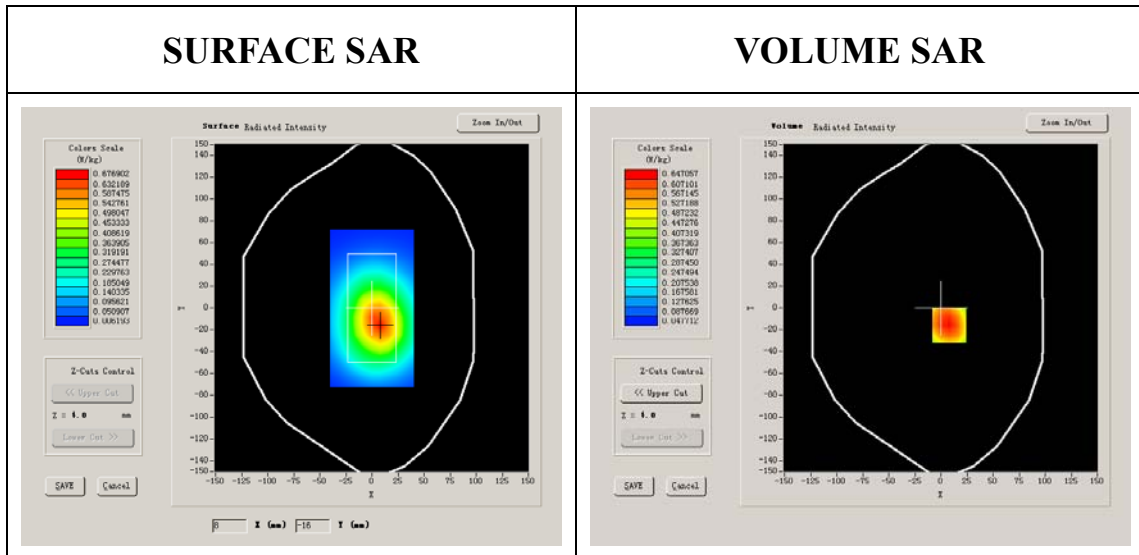 SURFACE SAR
Surface Radiated Intensity
Zoom In/Out
Colors Scale
(W/kg)
0.676902
0.632189
0.587475
0.542761
0.498047
0.453333
0.408619
0.363905
0.319191
0.274477
0.229763
0.185049
0.140335
0.095621
0.050907
0.006193
150
140
120
100
80
60
40
20
0
-20
-40
-60
-80
-100
-120
-140
-150
Y
-150 -125 -100 -75 -50 -25 0 25 50 75 100 125 150
X
Z-Cuts Control
<< Upper Cut
Z = 4.0 mm
Lower Cut >>
SAVE Cancel
8 X (mm) -16 Y (mm)
VOLUME SAR
Volume Radiated Intensity
Zoom In/Out
Colors Scale
(W/kg)
0.647057
0.607101
0.567145
0.527188
0.487232
0.447276
0.407319
0.367363
0.327407
0.287450
0.247494
0.207538
0.167581
0.127625
0.087669
0.047712
150
140
120
100
80
60
40
20
0
-20
-40
-60
-80
-100
-120
-140
-150
Y
-150 -125 -100 -75 -50 -25 0 25 50 75 100 125 150
X
Z-Cuts Control
<< Upper Cut
Z = 4.0 mm
Lower Cut >>
SAVE Cancel